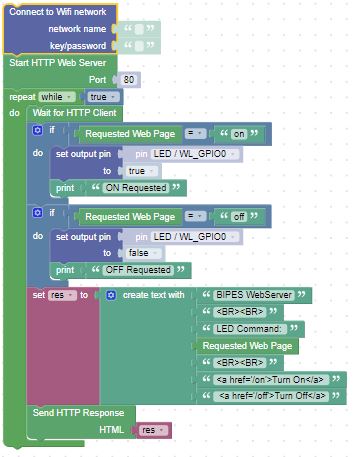 Connect to Wifi network
network name “ ”
key/password “ ”
Start HTTP Web Server
Port 80
repeat while true
do Wait for HTTP Client
if Requested Web Page = “ on ”
do set output pin pin LED / WL_GPIO0
to true
print “ ON Requested ”
if Requested Web Page = “ off ”
do set output pin pin LED / WL_GPIO0
to false
print “ OFF Requested ”
set res to create text with “ BIPES WebServer ”
“ <BR><BR> ”
“ LED Command: ”
Requested Web Page
“ <BR><BR> ”
“ <a href='/on'>Turn On</a> ”
“ <a href='/off'>Turn Off</a> ”
Send HTTP Response
HTML res